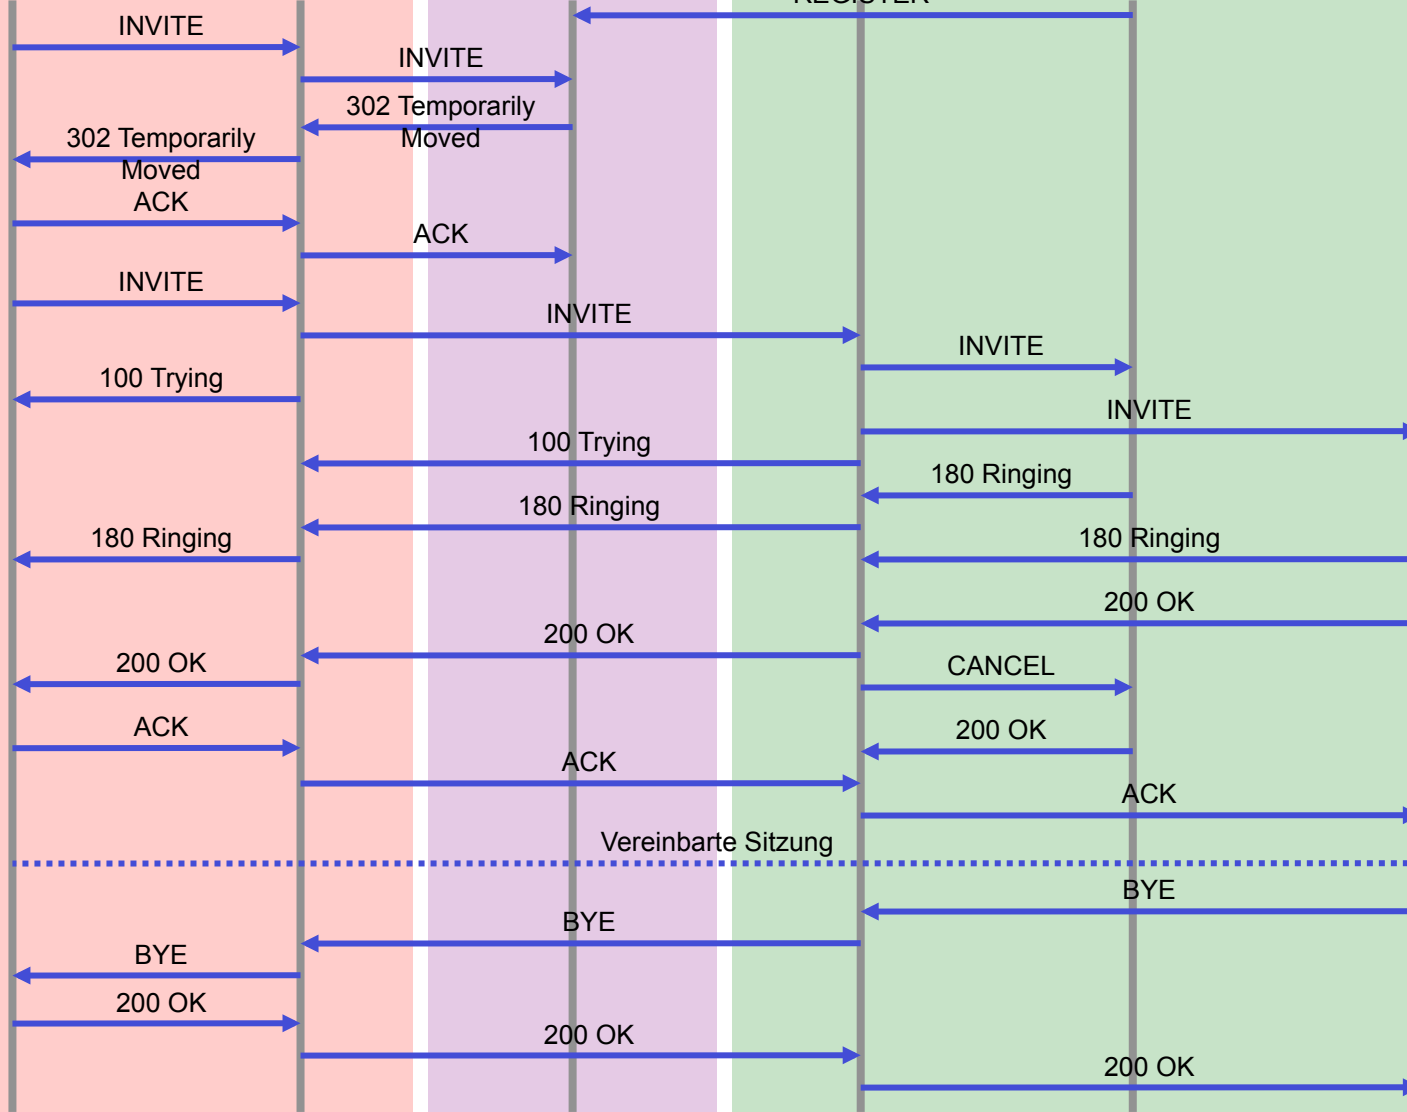 REGISTER
INVITE
INVITE
302 Temporarily
Moved
302 Temporarily
Moved
ACK
ACK
INVITE
INVITE
INVITE
100 Trying
INVITE
100 Trying
180 Ringing
180 Ringing
180 Ringing
180 Ringing
200 OK
200 OK
200 OK
CANCEL
ACK
200 OK
ACK
ACK
Vereinbarte Sitzung
BYE
BYE
BYE
200 OK
200 OK
200 OK